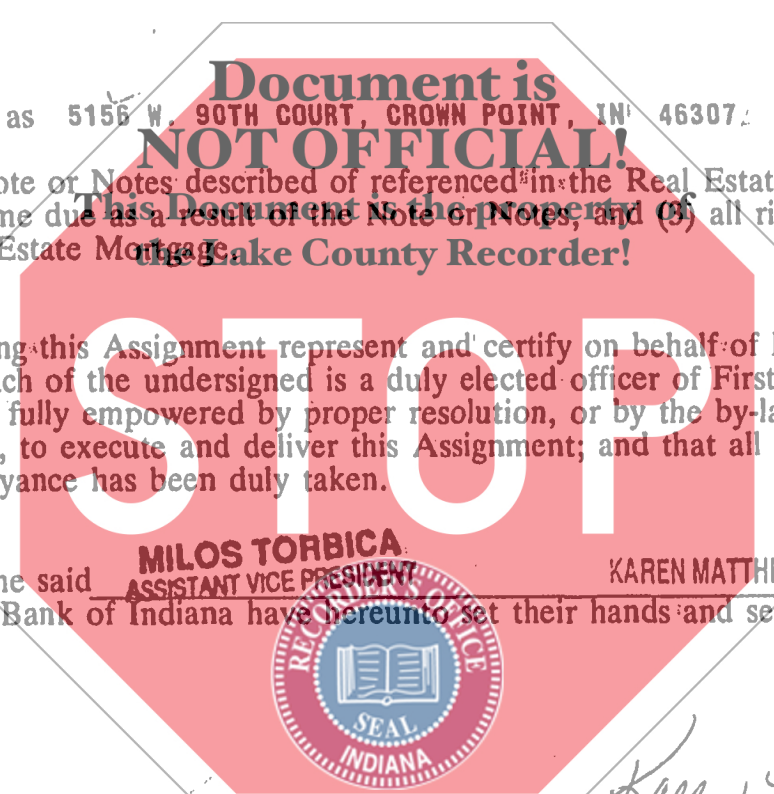 Document is
as 5156 W. 90TH COURT, CROWN POINT, IN 46307.
NOT OFFICIAL!
ote or Notes described of referenced in the Real Estat
This Document is the property of
me due as a result of the Note or Notes, and (3) all ri
Estate Mortgage.
the Lake County Recorder!
ng this Assignment represent and certify on behalf of
ch of the undersigned is a duly elected officer of First
fully empowered by proper resolution, or by the by-la
, to execute and deliver this Assignment; and that all
yance has been duly taken.
STOP
MILOS TORBICA
ne said ASSISTANT VICE PRESIDENT KAREN MATTHE
Bank of Indiana have hereunto set their hands and se
RECORDER'S OFFICE
SEAL
INDIANA